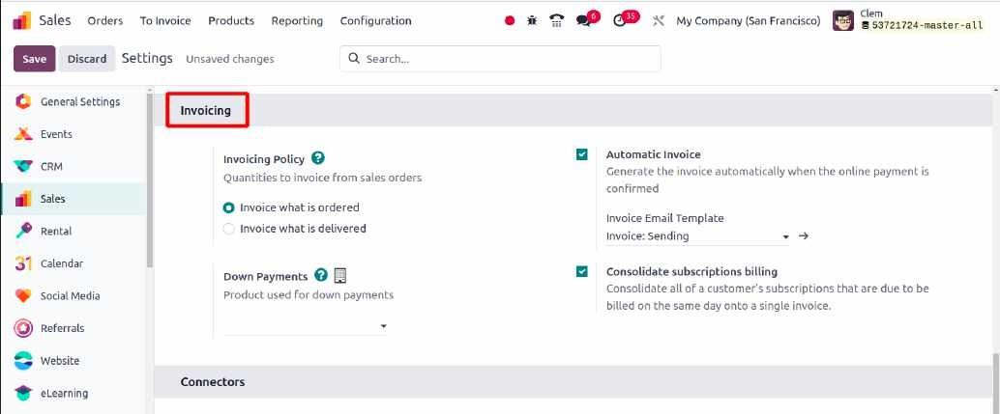 Sales Orders To Invoice Products Reporting Configuration 6 35 My Company (San Francisco) Clem
53721724-master-all
Save Discard Settings Unsaved changes Search...
General Settings
Events
CRM
Sales
Rental
31 Calendar
Social Media
Referrals
Website
eLearning
Invoicing
Invoicing Policy ?
Quantities to invoice from sales orders
Invoice what is ordered
Invoice what is delivered
Automatic Invoice
Generate the invoice automatically when the online payment is
confirmed
Invoice Email Template
Invoice: Sending
Down Payments ?
Product used for down payments
Consolidate subscriptions billing
Consolidate all of a customer's subscriptions that are due to be
billed on the same day onto a single invoice.
Connectors